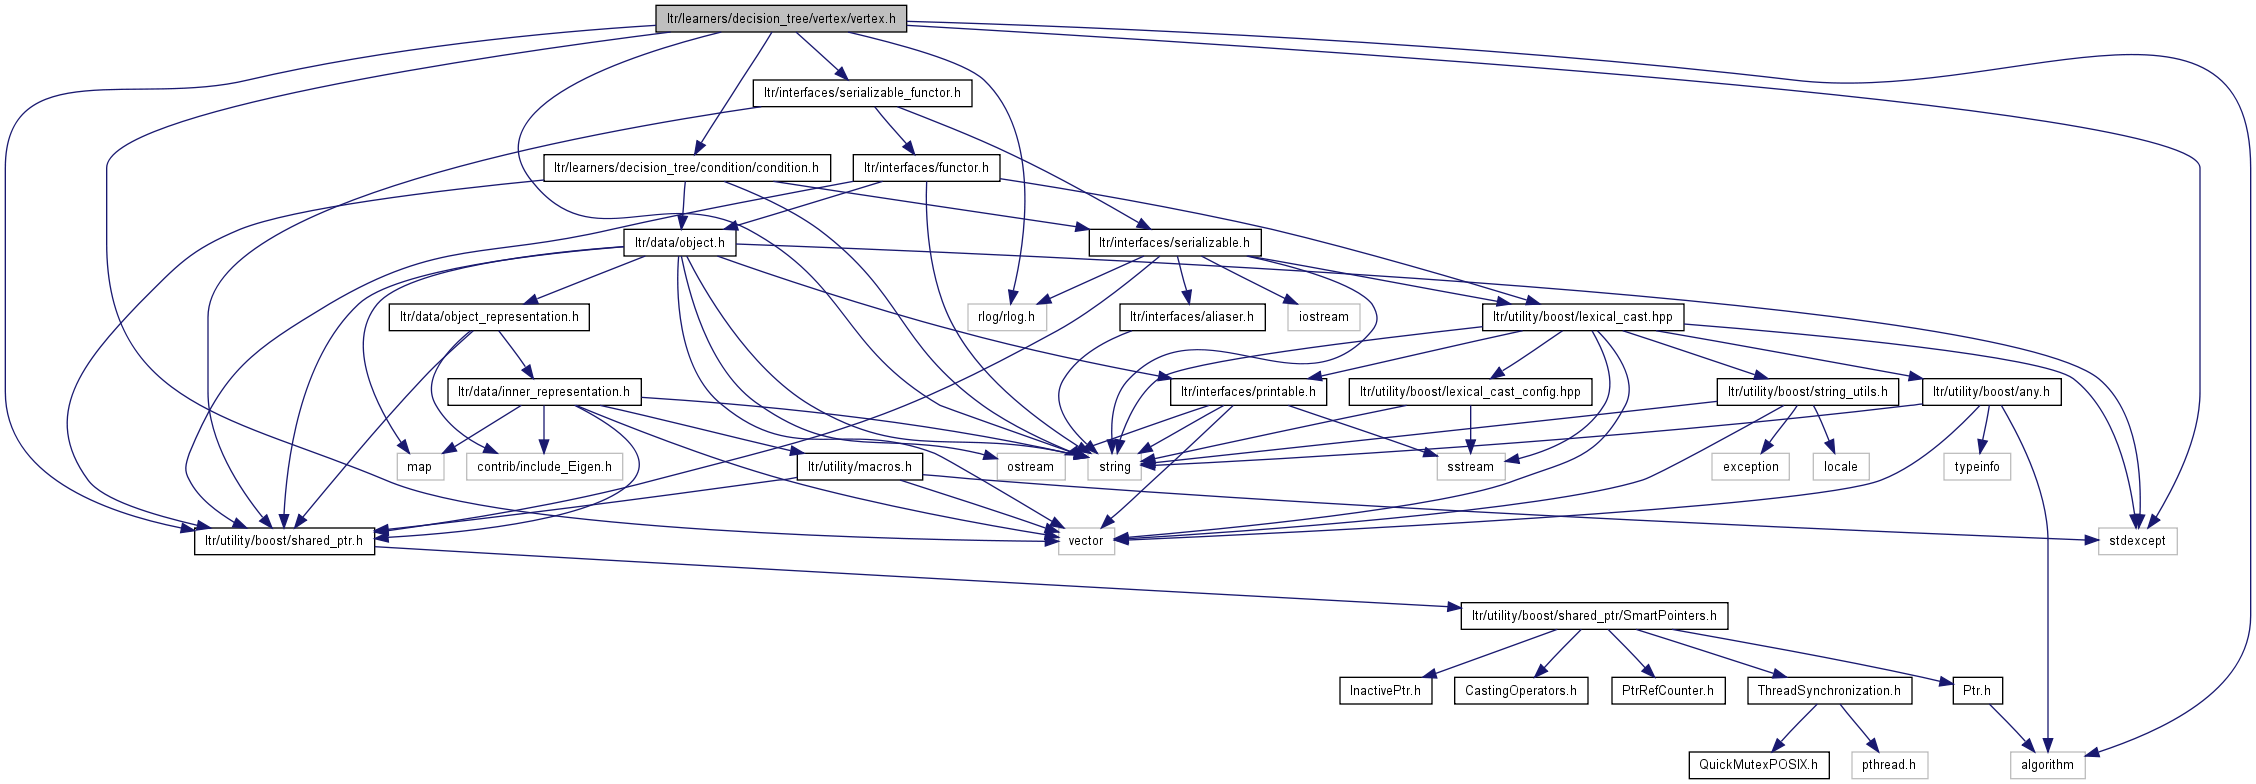 ltr/learners/decision_tree/vertex/vertex.h
ltr/interfaces/serializable_functor.h
ltr/learners/decision_tree/condition/condition.h
ltr/interfaces/functor.h
ltr/data/object.h
ltr/interfaces/serializable.h
ltr/data/object_representation.h
rlog/rlog.h
ltr/interfaces/aliaser.h
iostream
ltr/utility/boost/lexical_cast.hpp
ltr/data/inner_representation.h
ltr/interfaces/printable.h
ltr/utility/boost/lexical_cast_config.hpp
ltr/utility/boost/string_utils.h
ltr/utility/boost/any.h
map
contrib/include_Eigen.h
ltr/utility/macros.h
ostream
string
sstream
exception
locale
typeinfo
ltr/utility/boost/shared_ptr.h
vector
stdexcept
ltr/utility/boost/shared_ptr/SmartPointers.h
InactivePtr.h
CastingOperators.h
PtrRefCounter.h
ThreadSynchronization.h
Ptr.h
QuickMutexPOSIX.h
pthread.h
algorithm